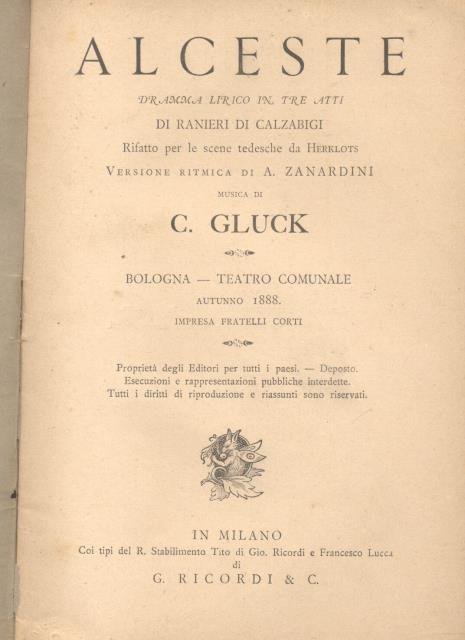 ALCESTE
DRAMMA LIRICO IN TRE ATTI
DI RANIERI DI CALZABIGI
Rifatto per le scene tedesche da HERKLOTS
VERSIONE RITMICA DI A. ZANARDINI
MUSICA DI
C. GLUCK
BOLOGNA — TEATRO COMUNALE
AUTUNNO 1888.
IMPRESA FRATELLI CORTI
Proprietà degli Editori per tutti i paesi. — Deposto.
Esecuzioni e rappresentazioni pubbliche interdette.
Tutti i diritti di riproduzione e riassunti sono riservati.
IN MILANO
Coi tipi del R. Stabilimento Tito di Gio. Ricordi e Francesco Lucca
di
G. RICORDI & C.